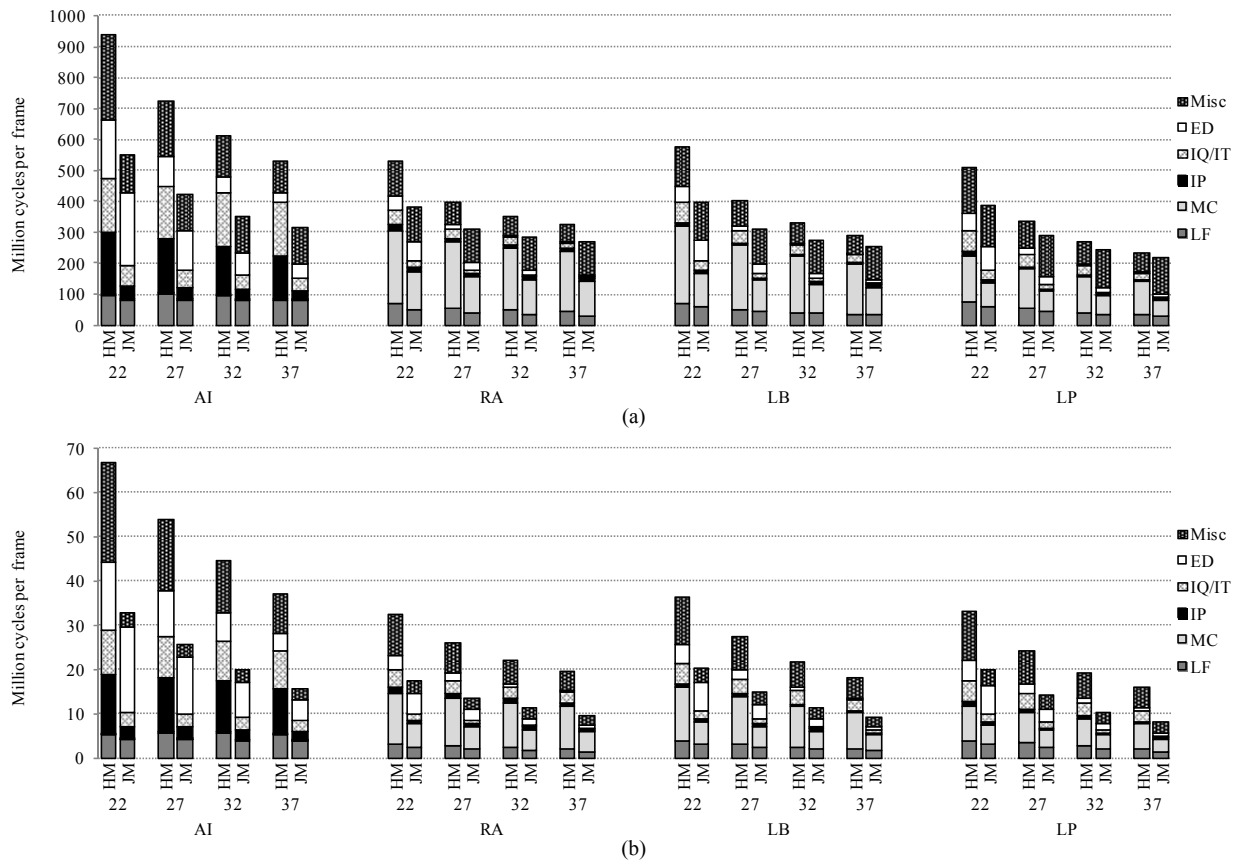 1000
900
800
700
600
500
400
300
200
100
0
Million cycles per frame
Misc
ED
IQ/IT
IP
MC
LF
HM JM HM JM HM JM HM JM HM JM HM JM HM JM HM JM HM JM HM JM HM JM HM JM HM JM HM JM HM JM HM JM
22 27 32 37 22 27 32 37 22 27 32 37 22 27 32 37
AI RA LB LP
(a)
70
60
50
40
30
20
10
0
Million cycles per frame
Misc
ED
IQ/IT
IP
MC
LF
HM JM HM JM HM JM HM JM HM JM HM JM HM JM HM JM HM JM HM JM HM JM HM JM HM JM HM JM HM JM HM JM
22 27 32 37 22 27 32 37 22 27 32 37 22 27 32 37
AI RA LB LP
(b)